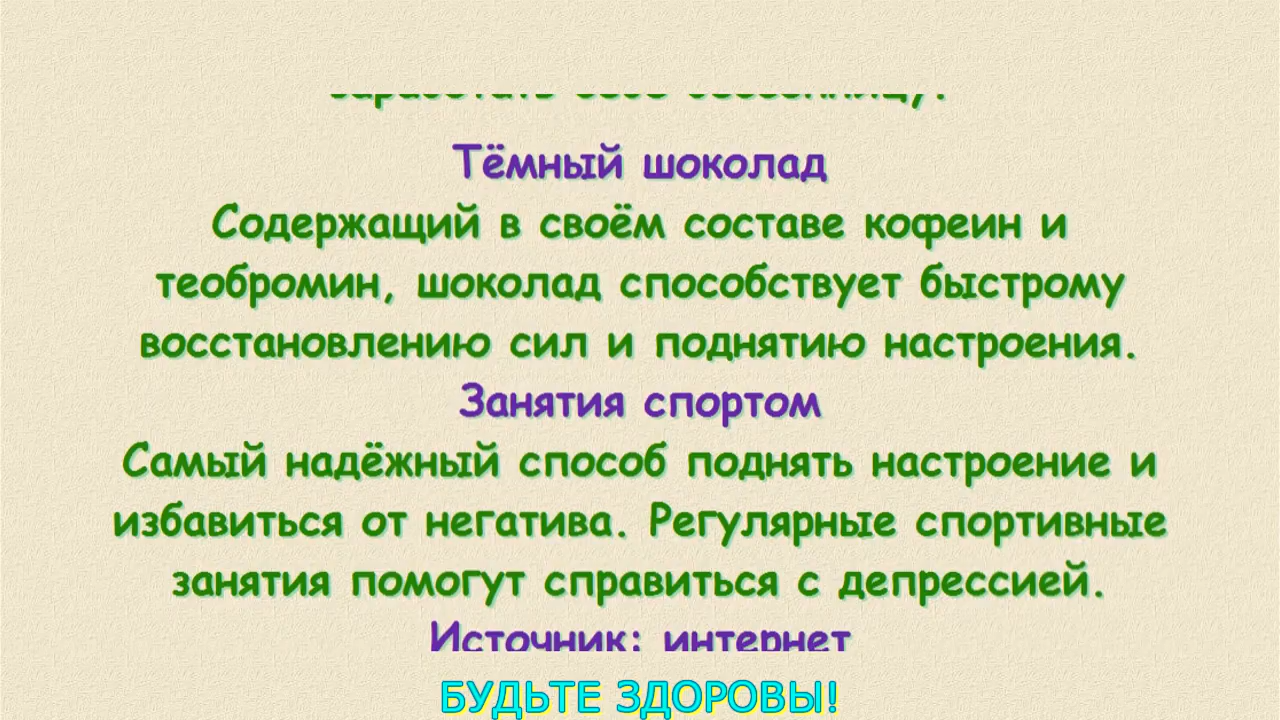 Тёмный шоколад
Содержащий в своём составе кофеин и
теобромин, шоколад способствует быстрому
восстановлению сил и поднятию настроения.
Занятия спортом
Самый надёжный способ поднять настроение и
избавиться от негатива. Регулярные спортивные
занятия помогут справиться с депрессией.
Источник: интернет
БУДЬТЕ ЗДОРОВЫ!